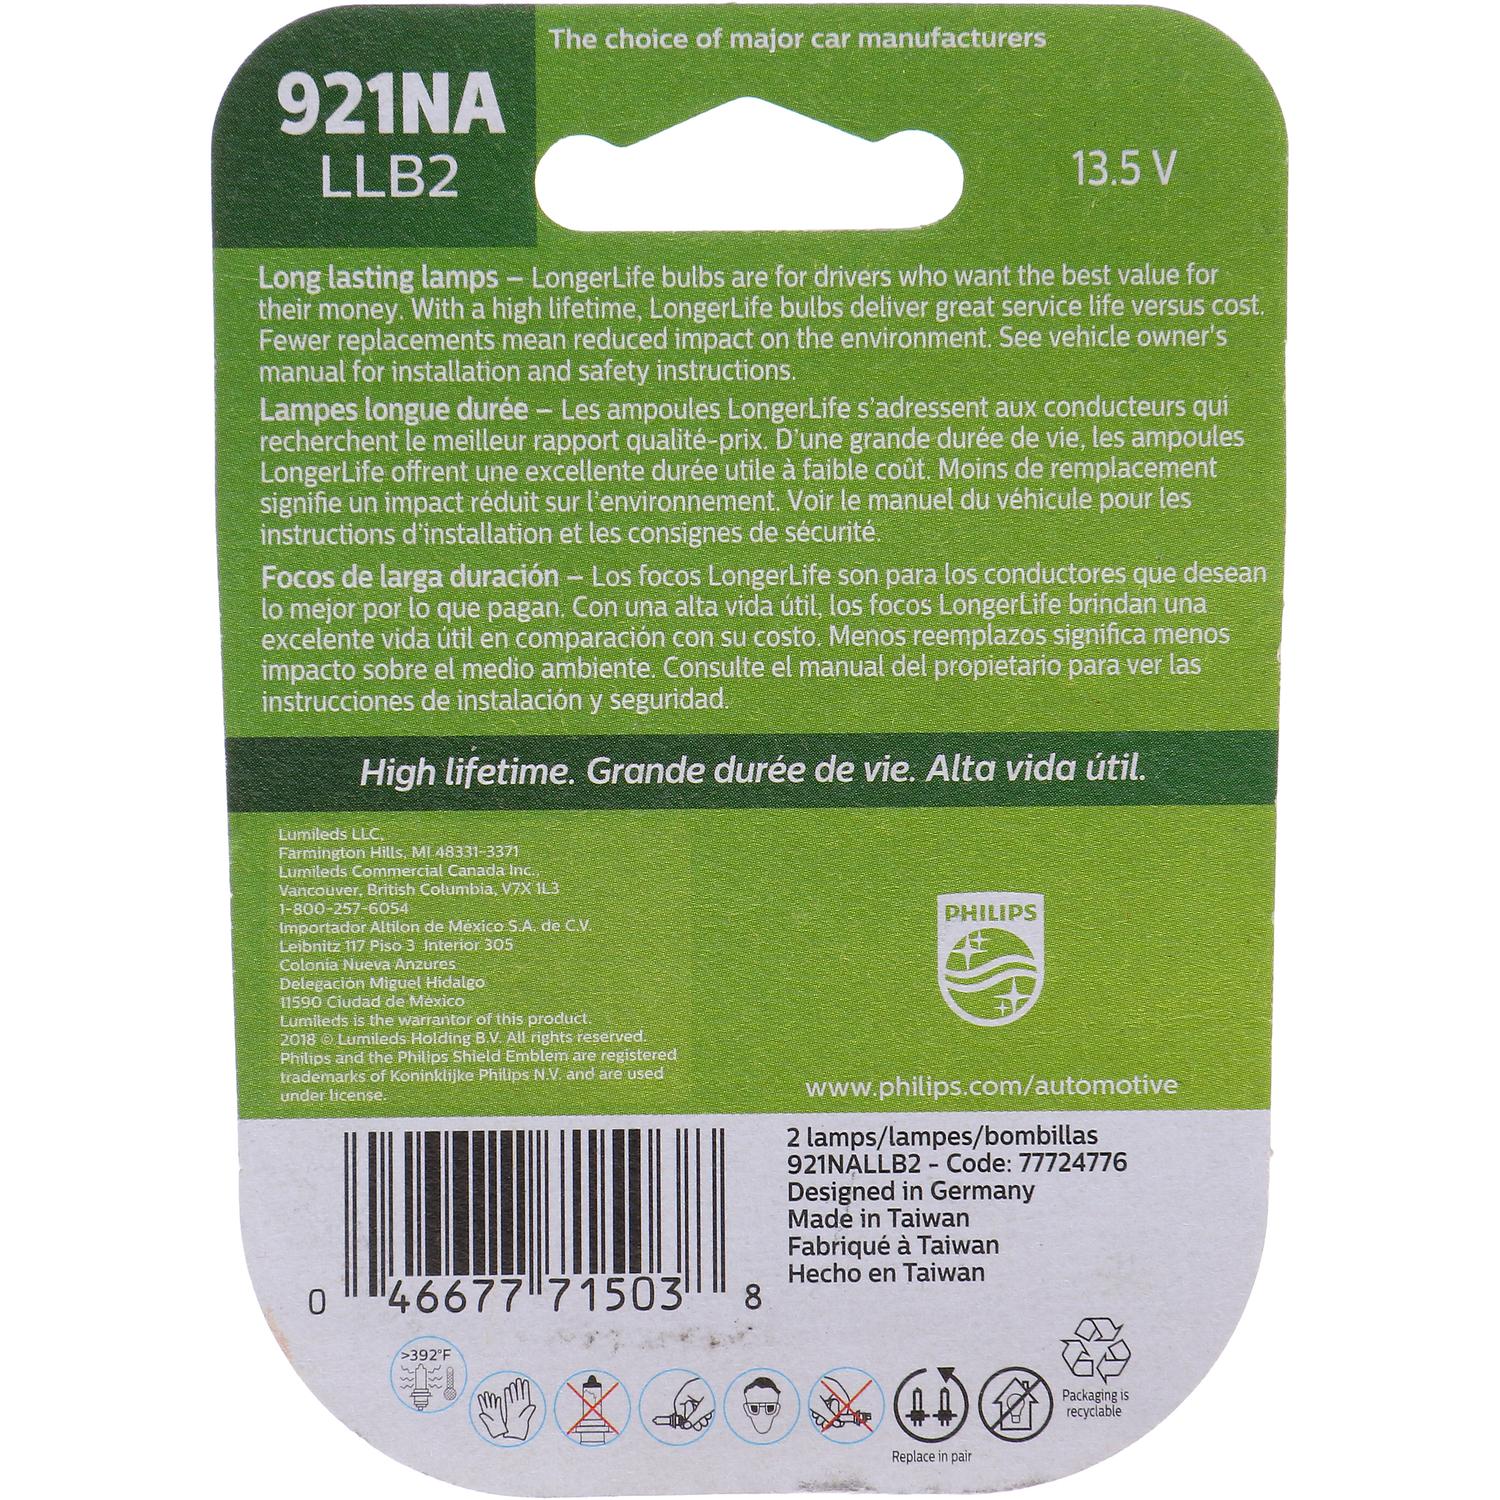 The choice of major car manufacturers
921NA
LLB2
13.5 V
Long lasting lamps – LongerLife bulbs are for drivers who want the best value for
their money. With a high lifetime, LongerLife bulbs deliver great service life versus cost.
Fewer replacements mean reduced impact on the environment. See vehicle owner's
manual for installation and safety instructions.
Lampes longue durée – Les ampoules LongerLife s'adressent aux conducteurs qui
recherchent le meilleur rapport qualité-prix. D'une grande durée de vie, les ampoules
LongerLife offrent une excellente durée utile à faible coût. Moins de remplacement
signifie un impact réduit sur l'environnement. Voir le manuel du véhicule pour les
instructions d'installation et les consignes de sécurité.
Focos de larga duración – Los focos LongerLife son para los conductores que desean
lo mejor por lo que pagan. Con una alta vida útil, los focos LongerLife brindan una
excelente vida útil en comparación con su costo. Menos reemplazos significa menos
impacto sobre el medio ambiente. Consulte el manual del propietario para ver las
instrucciones de instalación y seguridad.
High lifetime. Grande durée de vie. Alta vida útil.
Lumileds LLC,
Farmington Hills, MI 48331-3371
Lumileds Commercial Canada Inc.,
Vancouver, British Columbia, V7X 1L3
1-800-257-6054
Importador Altilon de México S.A. de C.V.
Leibnitz 117 Piso 3 Interior 305
Colonia Nueva Anzures
Delegación Miguel Hidalgo
11590 Ciudad de México
Lumileds is the warrantor of this product.
2018 © Lumileds Holding B.V. All rights reserved.
Philips and the Philips Shield Emblem are registered
trademarks of Koninklijke Philips N.V. and are used
under license.
PHILIPS
www.philips.com/automotive
2 lamps/lampes/bombillas
921NALLB2 - Code: 77724776
Designed in Germany
Made in Taiwan
Fabriqué à Taiwan
Hecho en Taiwan
0 46677 71503 8
>392°F
Replace in pair
Packaging is
recyclable